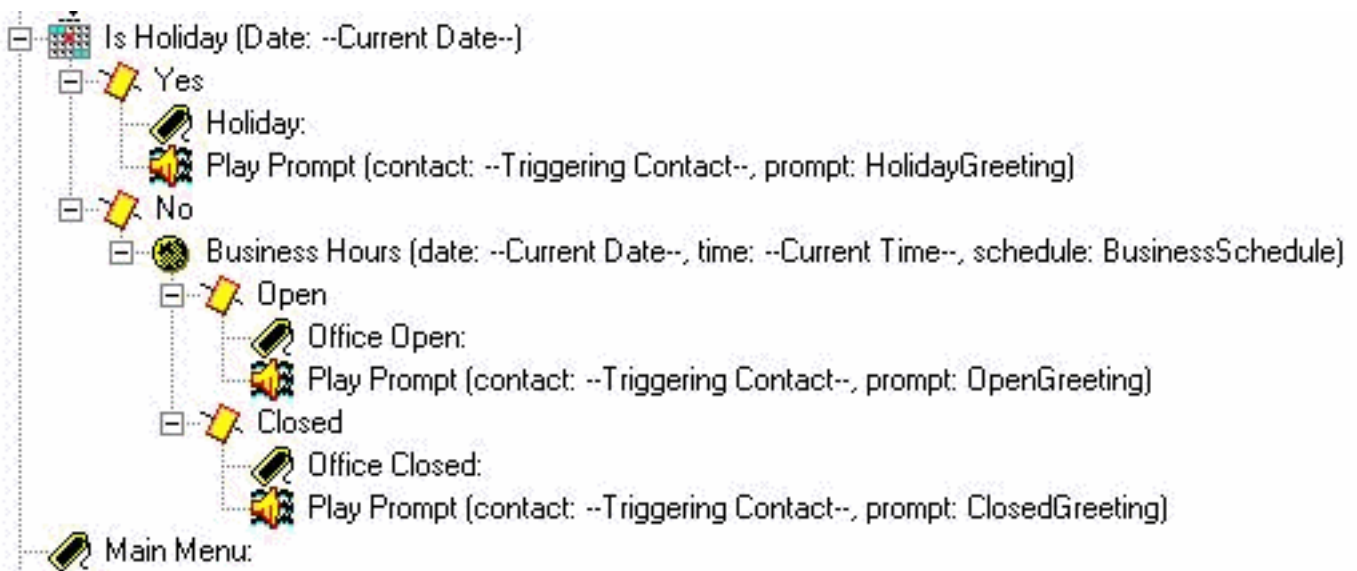 Is Holiday (Date: --Current Date--)
Yes
Holiday:
Play Prompt (contact: --Triggering Contact--, prompt: HolidayGreeting)
No
Business Hours (date: --Current Date--, time: --Current Time--, schedule: BusinessSchedule)
Open
Office Open:
Play Prompt (contact: --Triggering Contact--, prompt: OpenGreeting)
Closed
Office Closed:
Play Prompt (contact: --Triggering Contact--, prompt: ClosedGreeting)
Main Menu: